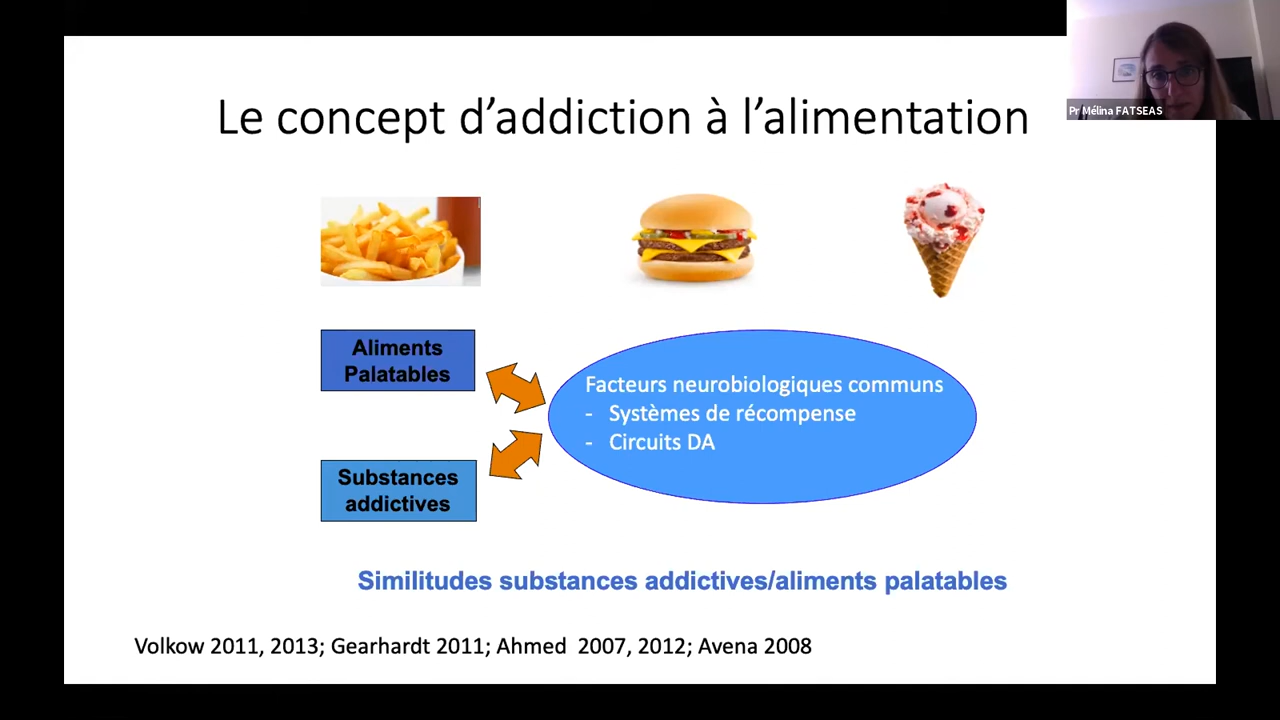 Pr Mélina FATSEAS
Le concept d’addiction à l’alimentation
Aliments
Palatables
Facteurs neurobiologiques communs
- Systèmes de récompense
- Circuits DA
Substances
addictives
Similitudes substances addictives/aliments palatables
Volkow 2011, 2013; Gearhardt 2011; Ahmed  2007, 2012; Avena 2008